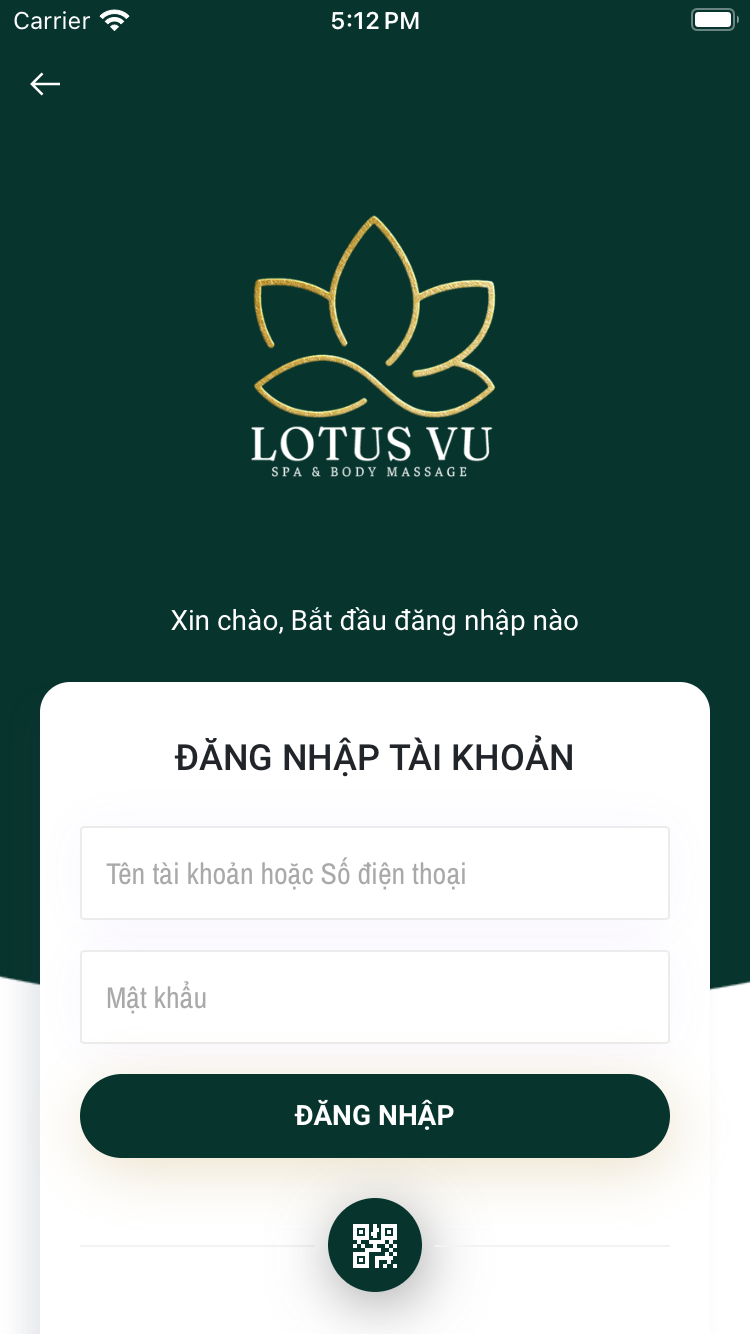 Carrier 5:12 PM
LOTUS VU
SPA & BODY MASSAGE
Xin chào, Bắt đầu đăng nhập nào
ĐĂNG NHẬP TÀI KHOẢN
Tên tài khoản hoặc Số điện thoại
Mật khẩu
ĐĂNG NHẬP